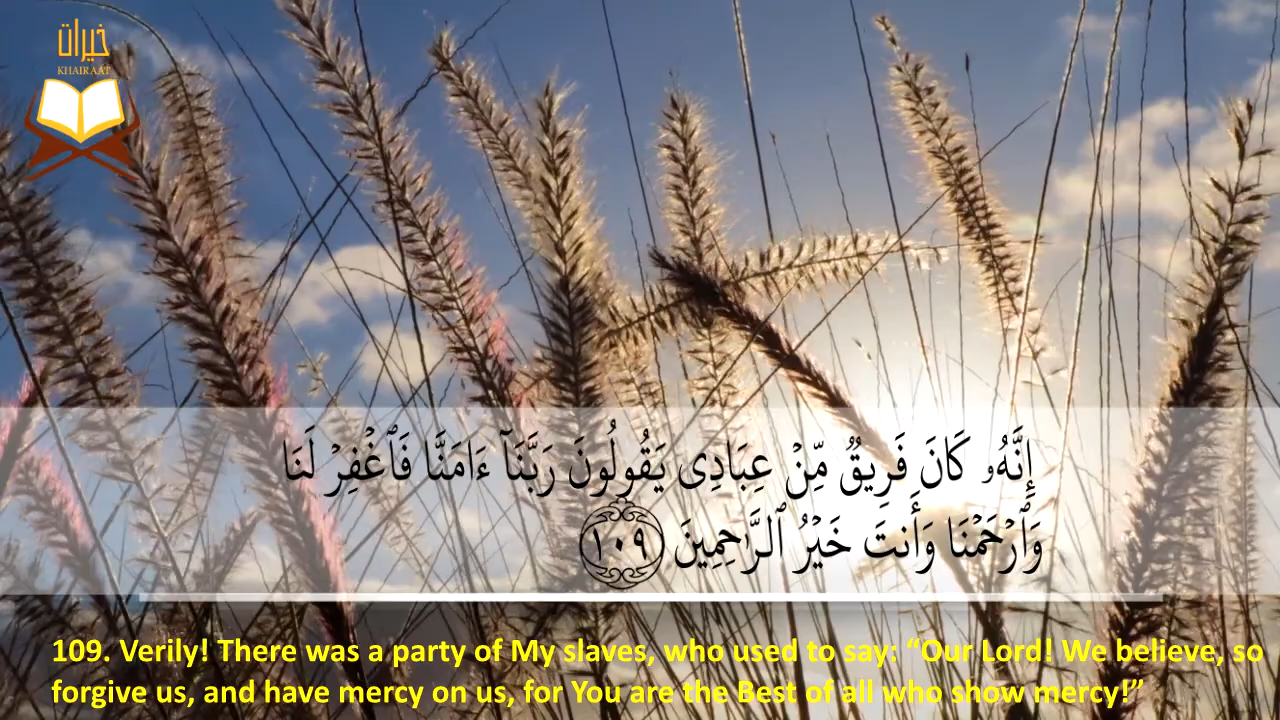 خيرات
KHAIRAAT
إِنَّهُۥ كَانَ فَرِيقٌ مِّنْ عِبَادِى يَقُولُونَ رَبَّنَآ ءَامَنَّا فَٱغْفِرْ لَنَا
وَٱرْحَمْنَا وَأَنتَ خَيْرُ ٱلرَّٰحِمِينَ ١٠٩
109. Verily! There was a party of My slaves, who used to say: “Our Lord! We believe, so
forgive us, and have mercy on us, for You are the Best of all who show mercy!”